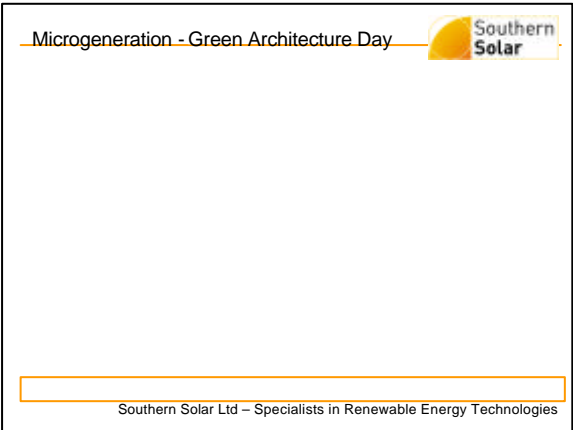 Microgeneration - Green Architecture Day
Southern
Solar
Southern Solar Ltd – Specialists in Renewable Energy Technologies